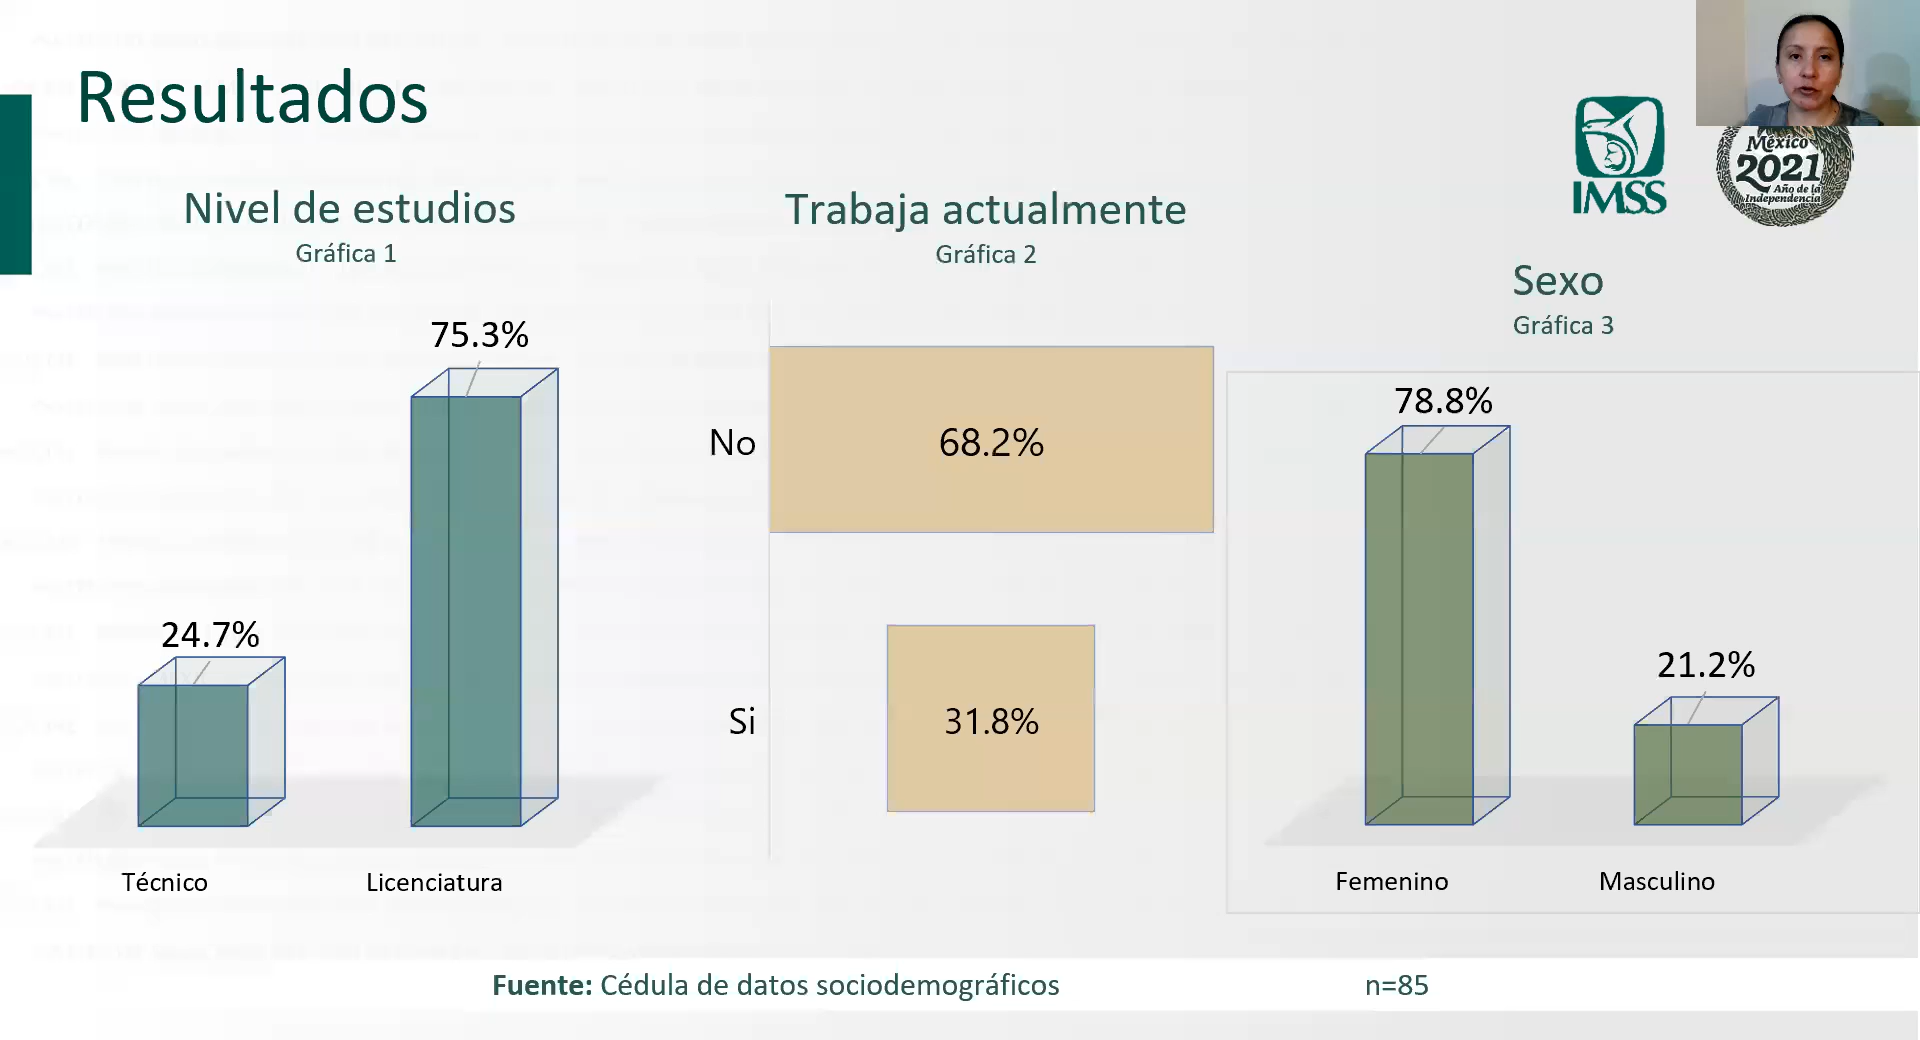 Resultados
Nivel de estudios
Gráfica 1
75.3%
24.7%
Técnico
Licenciatura
Trabaja actualmente
Gráfica 2
No
68.2%
Si
31.8%
IMSS
México
2021
Año de la
Independencia
Sexo
Gráfica 3
78.8%
21.2%
Femenino
Masculino
Fuente: Cédula de datos sociodemográficos
n=85